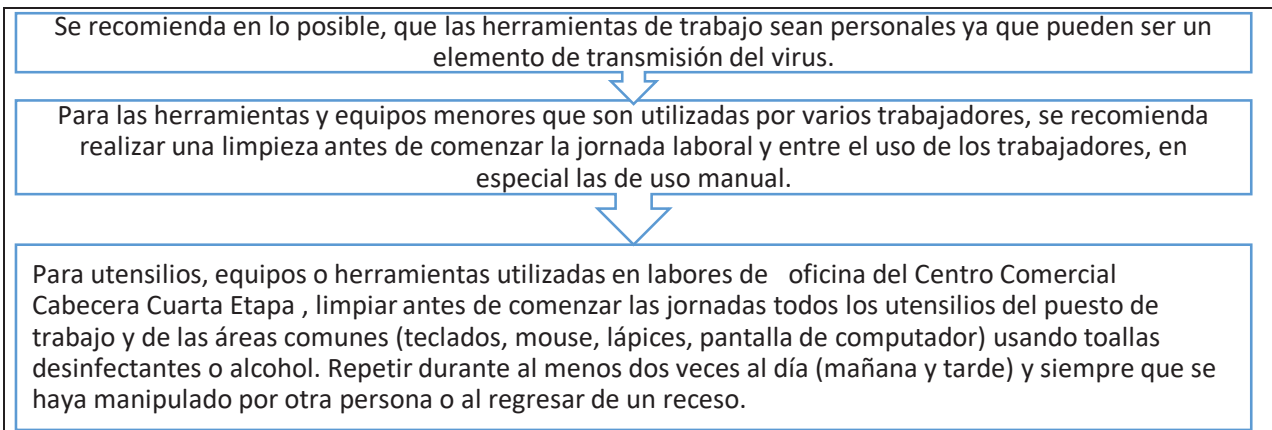 Se recomienda en lo posible, que las herramientas de trabajo sean personales ya que pueden ser un
elemento de transmisión del virus.
Para las herramientas y equipos menores que son utilizadas por varios trabajadores, se recomienda
realizar una limpieza antes de comenzar la jornada laboral y entre el uso de los trabajadores, en
especial las de uso manual.
Para utensilios, equipos o herramientas utilizadas en labores de oficina del Centro Comercial
Cabecera Cuarta Etapa , limpiar antes de comenzar las jornadas todos los utensilios del puesto de
trabajo y de las áreas comunes (teclados, mouse, lápices, pantalla de computador) usando toallas
desinfectantes o alcohol. Repetir durante al menos dos veces al día (mañana y tarde) y siempre que se
haya manipulado por otra persona o al regresar de un receso.